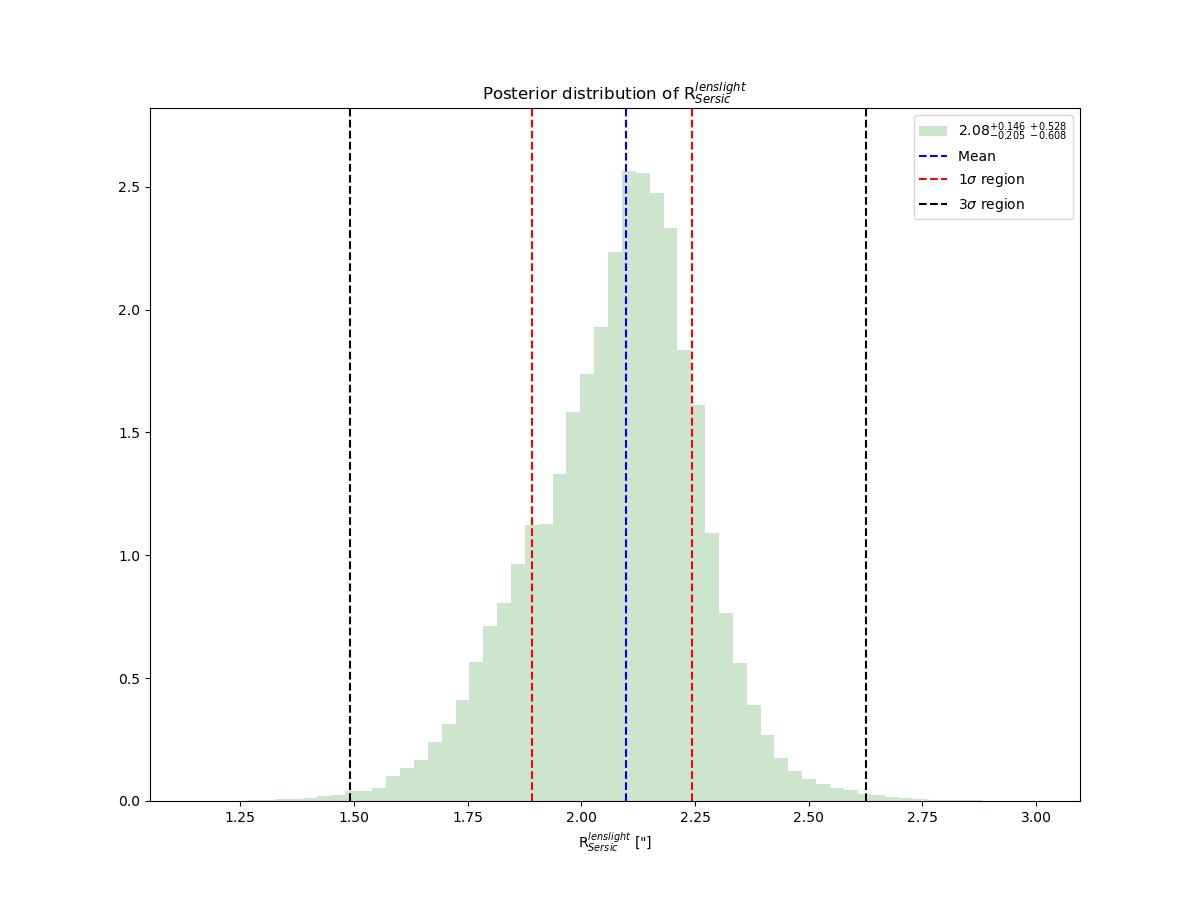 Posterior distribution of R^{lenslight}_{Sersic}
2.08^{+0.146}_{-0.205} ^{+0.528}_{-0.608}
Mean
1σ region
3σ region
2.5
2.0
1.5
1.0
0.5
0.0
1.25 1.50 1.75 2.00 2.25 2.50 2.75 3.00
R^{lenslight}_{Sersic} ["]